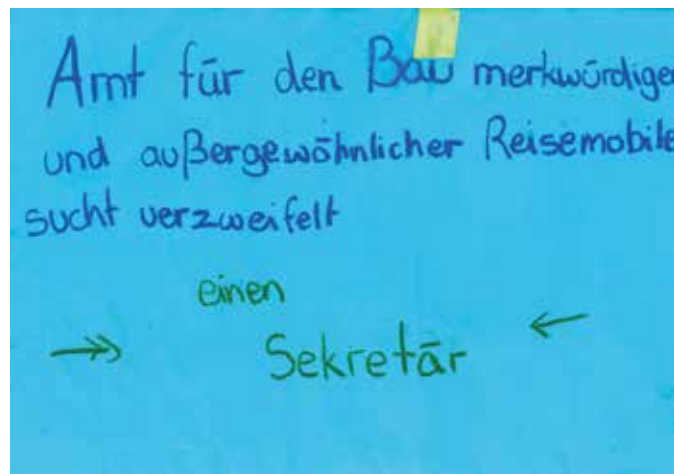 Amt für den Bau merkwürdiger
und außergewöhnlicher Reisemobile
sucht verzweifelt
einen
Sekretär